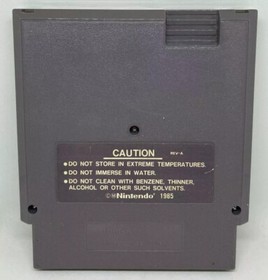 CAUTION REV-A
●DO NOT STORE IN EXTREME TEMPERATURES.
●DO NOT IMMERSE IN WATER.
●DO NOT CLEAN WITH BENZENE, THINNER,
ALCOHOL OR OTHER SUCH SOLVENTS.
Nintendo® 1985